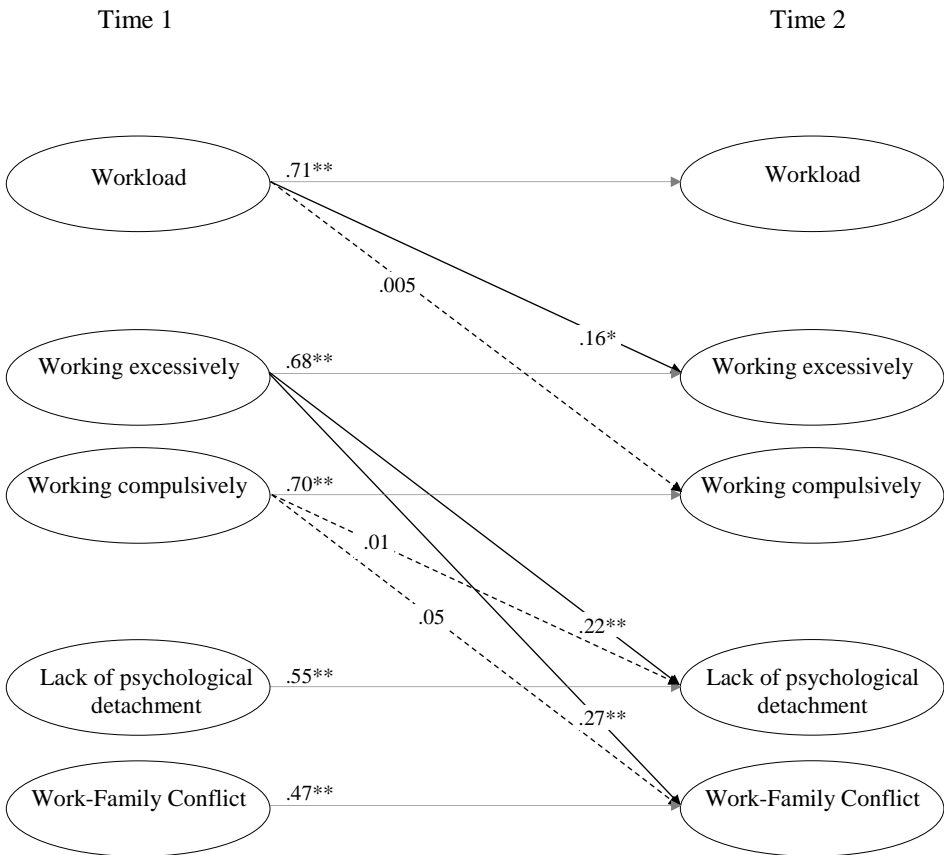 Time 1
Time 2
Workload
.71**
Workload
.005
.16*
Working excessively
.68**
Working excessively
Working compulsively
.70**
Working compulsively
.01
.05
.22**
Lack of psychological
detachment
.55**
Lack of psychological
detachment
.27**
Work-Family Conflict
.47**
Work-Family Conflict